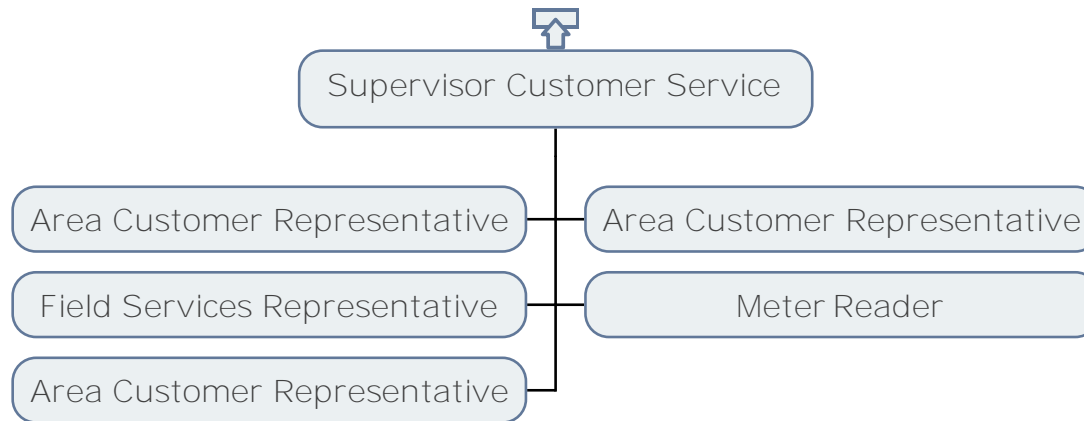 Supervisor Customer Service
Area Customer Representative
Area Customer Representative
Field Services Representative
Meter Reader
Area Customer Representative